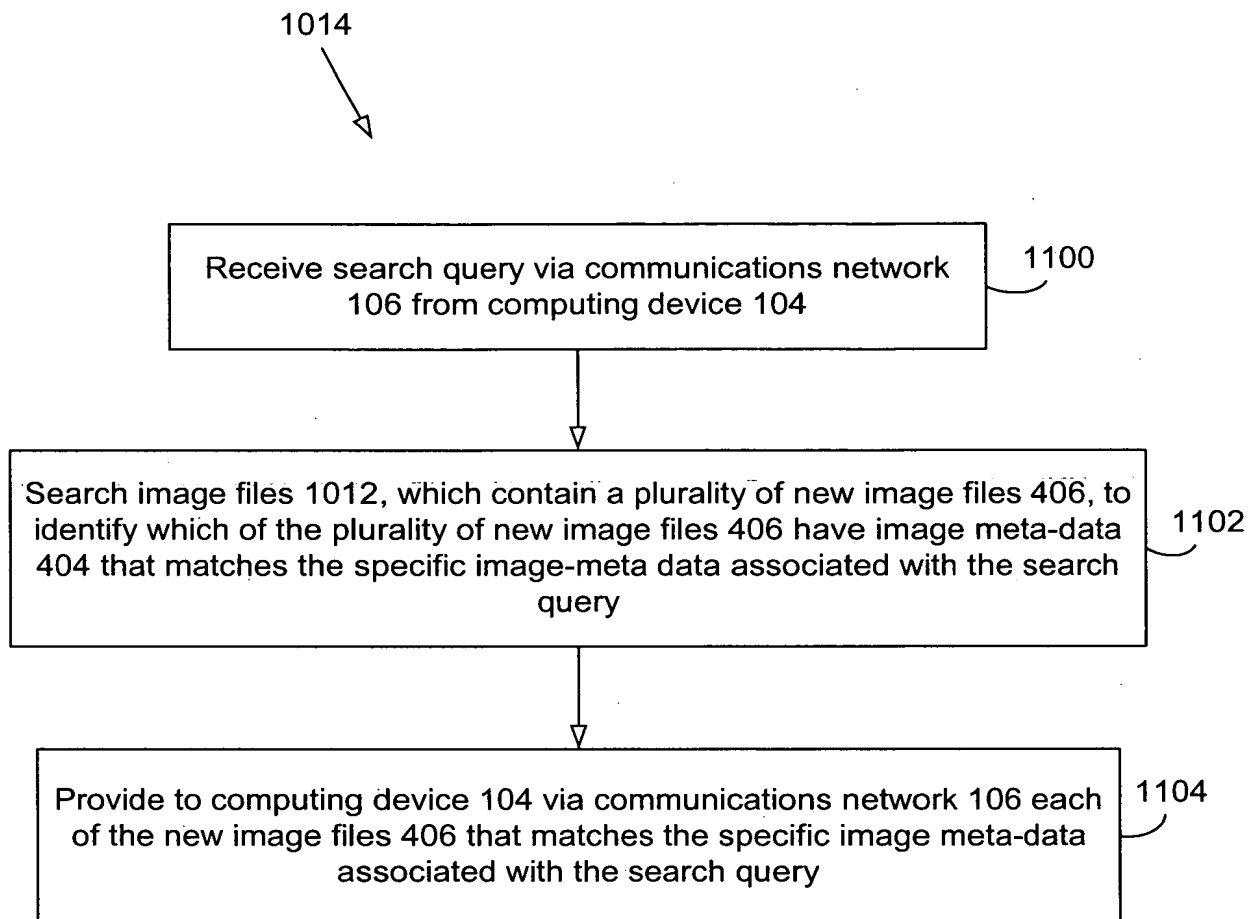 1014
Receive search query via communications network
106 from computing device 104
1100
Search image files 1012, which contain a plurality of new image files 406, to
identify which of the plurality of new image files 406 have image meta-data
404 that matches the specific image-meta data associated with the search
query
1102
Provide to computing device 104 via communications network 106 each
of the new image files 406 that matches the specific image meta-data
associated with the search query
1104